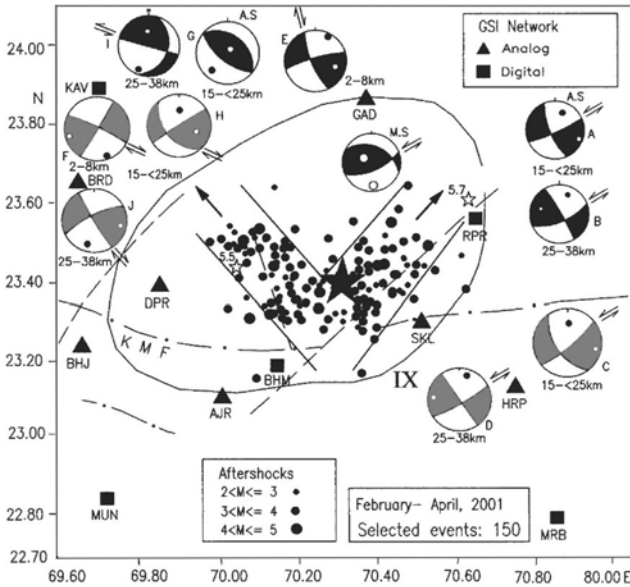 24.00
N
23.80
23.60
23.40
23.20
23.00
22.80
22.70
69.60
69.80
70.00
70.20
70.40
70.60
70.80
80.00E
I
25-38km
A.S
G
15-<25km
E
2-8km
GSI Network
Analog
Digital
KAV
F
2-8km
H
15-<25km
GAD
M.S
O
A.S
A
15-<25km
BRD
J
25-38km
5.7
RPR
B
25-38km
5.5
DPR
K M F
SKL
BHJ
BHM
IX
C
15-<25km
AJR
D
25-38km
HRP
Aftershocks
2<M<= 3
3<M<= 4
4<M<= 5
February- April, 2001
Selected events: 150
MUN
MRB